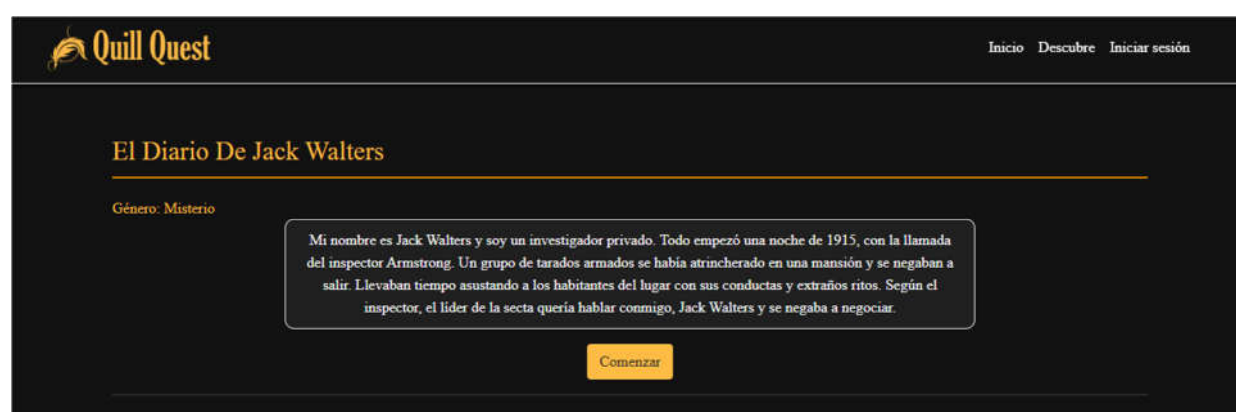 Quill Quest
Inicio Descubre Iniciar sesión
El Diario De Jack Walters
Género: Misterio
Mi nombre es Jack Walters y soy un investigador privado. Todo empezó una noche de 1915, con la llamada
del inspector Armstrong. Un grupo de tarados armados se había atrincherado en una mansión y se negaban a
salir. Llevaban tiempo asustando a los habitantes del lugar con sus conductas y extraños ritos. Según el
inspector, el líder de la secta quería hablar conmigo, Jack Walters y se negaba a negociar.
Comenzar